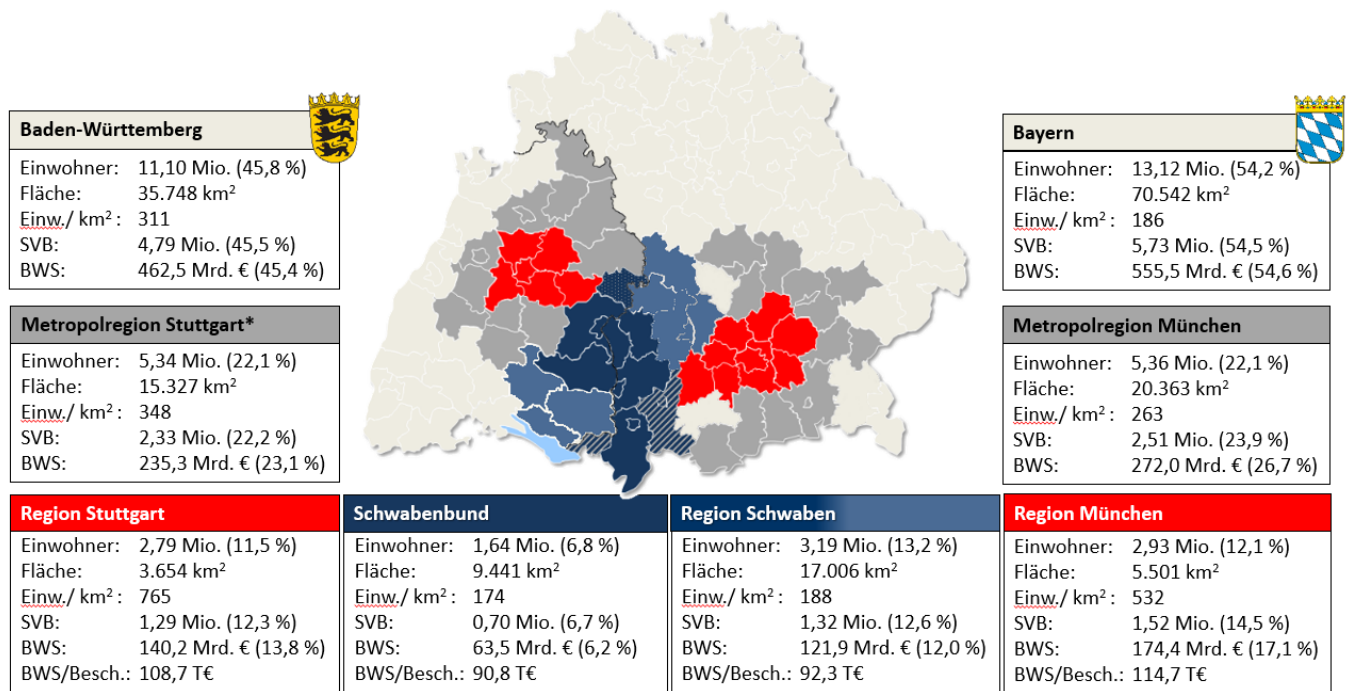 Baden-Württemberg
Einwohner: 11,10 Mio. (45,8 %)
Fläche: 35.748 km²
Einw./ km² : 311
SVB: 4,79 Mio. (45,5 %)
BWS: 462,5 Mrd. € (45,4 %)
Bayern
Einwohner: 13,12 Mio. (54,2 %)
Fläche: 70.542 km²
Einw./ km² : 186
SVB: 5,73 Mio. (54,5 %)
BWS: 555,5 Mrd. € (54,6 %)
Metropolregion Stuttgart*
Einwohner: 5,34 Mio. (22,1 %)
Fläche: 15.327 km²
Einw./ km² : 348
SVB: 2,33 Mio. (22,2 %)
BWS: 235,3 Mrd. € (23,1 %)
Metropolregion München
Einwohner: 5,36 Mio. (22,1 %)
Fläche: 20.363 km²
Einw./ km² : 263
SVB: 2,51 Mio. (23,9 %)
BWS: 272,0 Mrd. € (26,7 %)
Region Stuttgart
Einwohner: 2,79 Mio. (11,5 %)
Fläche: 3.654 km²
Einw./ km² : 765
SVB: 1,29 Mio. (12,3 %)
BWS: 140,2 Mrd. € (13,8 %)
BWS/Besch.: 108,7 T€
Schwabenbund
Einwohner: 1,64 Mio. (6,8 %)
Fläche: 9.441 km²
Einw./ km² : 174
SVB: 0,70 Mio. (6,7 %)
BWS: 63,5 Mrd. € (6,2 %)
BWS/Besch.: 90,8 T€
Region Schwaben
Einwohner: 3,19 Mio. (13,2 %)
Fläche: 17.006 km²
Einw./ km² : 188
SVB: 1,32 Mio. (12,6 %)
BWS: 121,9 Mrd. € (12,0 %)
BWS/Besch.: 92,3 T€
Region München
Einwohner: 2,93 Mio. (12,1 %)
Fläche: 5.501 km²
Einw./ km² : 532
SVB: 1,52 Mio. (14,5 %)
BWS: 174,4 Mrd. € (17,1 %)
BWS/Besch.: 114,7 T€